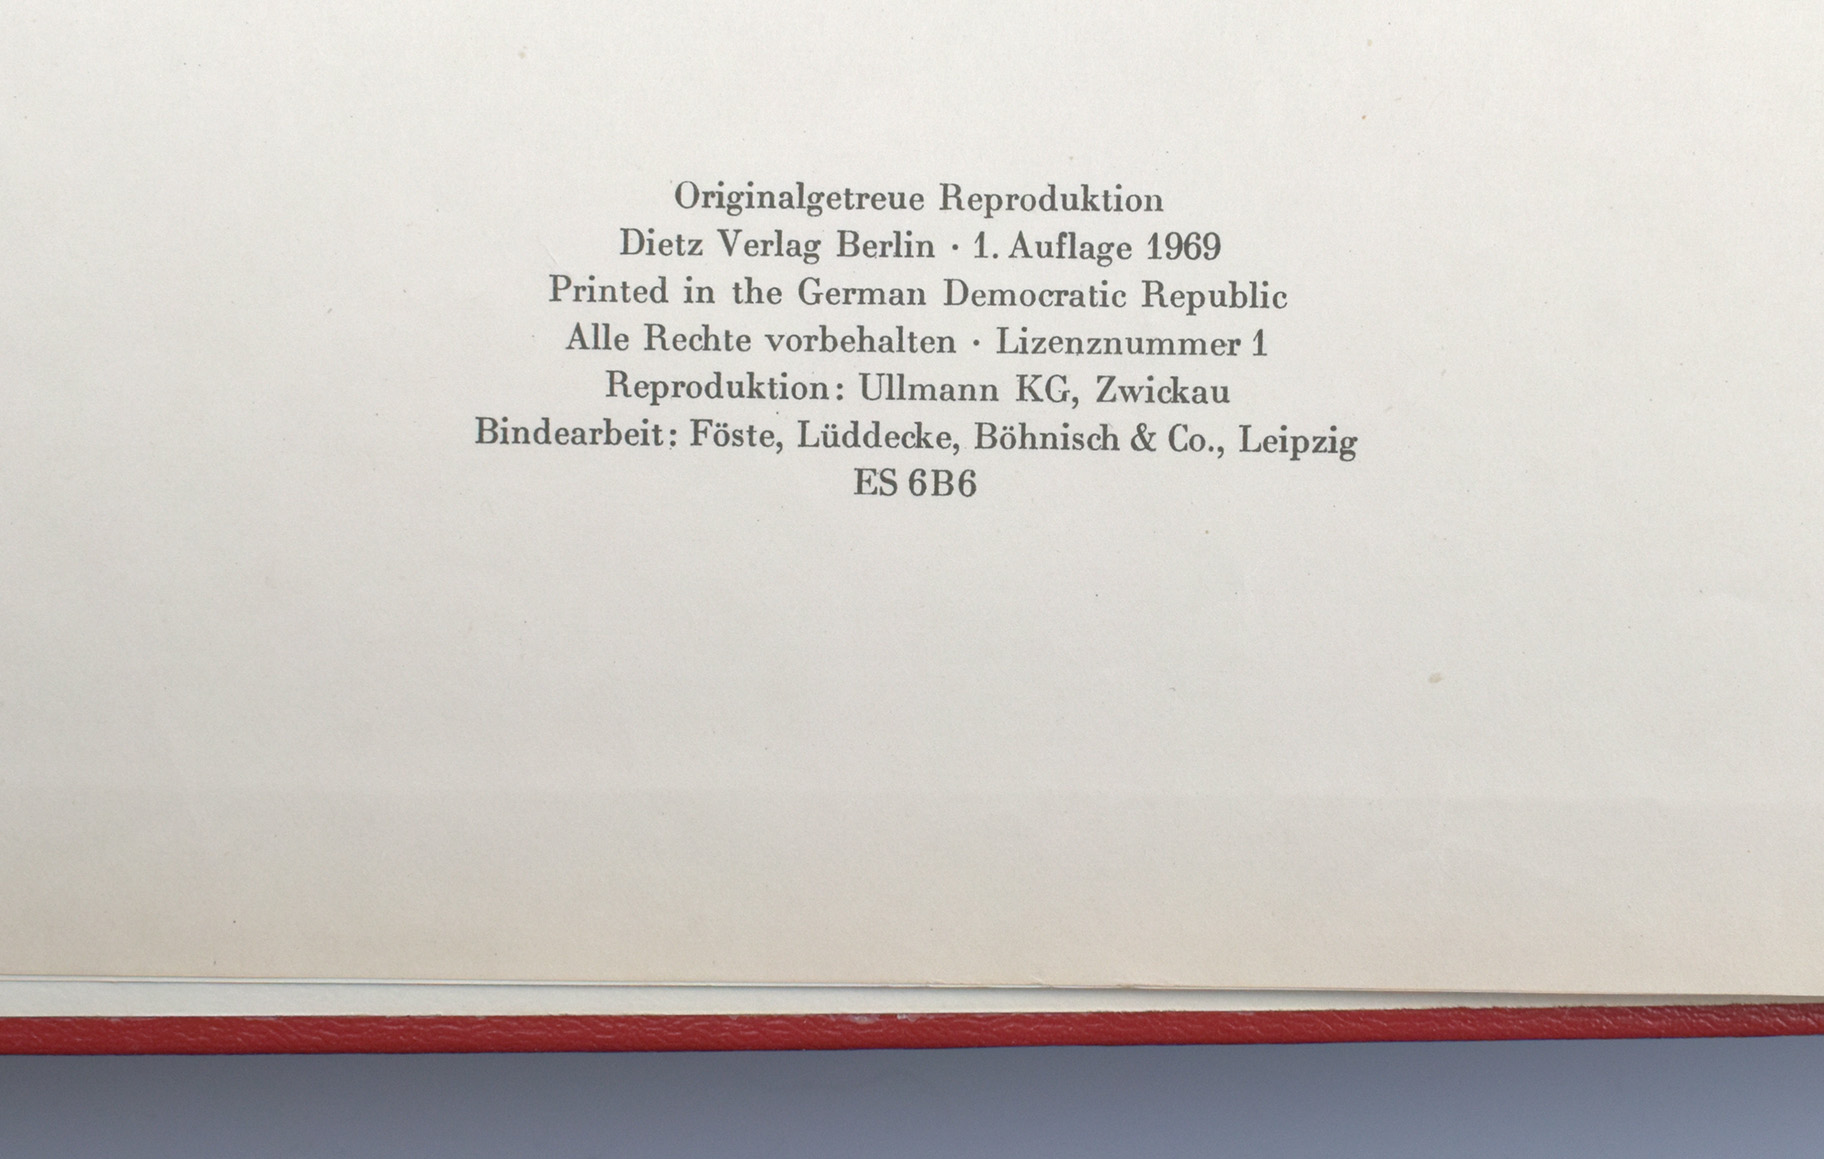 Originalgetreue Reproduktion
Dietz Verlag Berlin · 1. Auflage 1969
Printed in the German Democratic Republic
Alle Rechte vorbehalten · Lizenznummer 1
Reproduktion: Ullmann KG, Zwickau
Bindearbeit: Föste, Lüddecke, Böhnisch & Co., Leipzig
ES 6B6